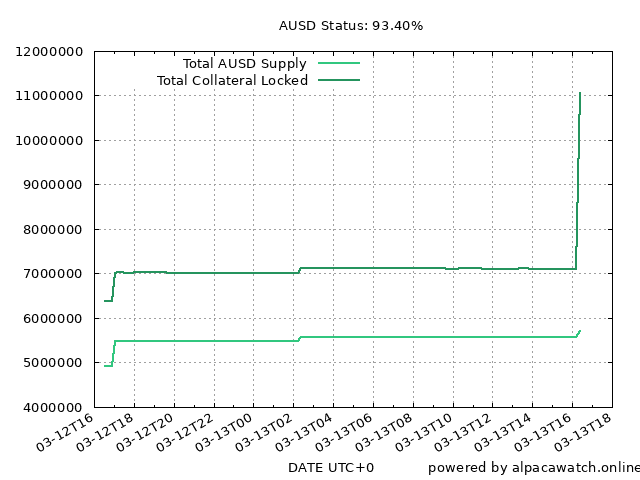 AUSD Status: 93.40%
12000000
11000000
10000000
9000000
8000000
7000000
6000000
5000000
4000000
Total AUSD Supply
Total Collateral Locked
03-12T16
03-12T18
03-12T20
03-12T22
03-13T00
03-13T02
03-13T04
03-13T06
03-13T08
03-13T10
03-13T12
03-13T14
03-13T16
03-13T18
DATE UTC+0
powered by alpacawatch.online